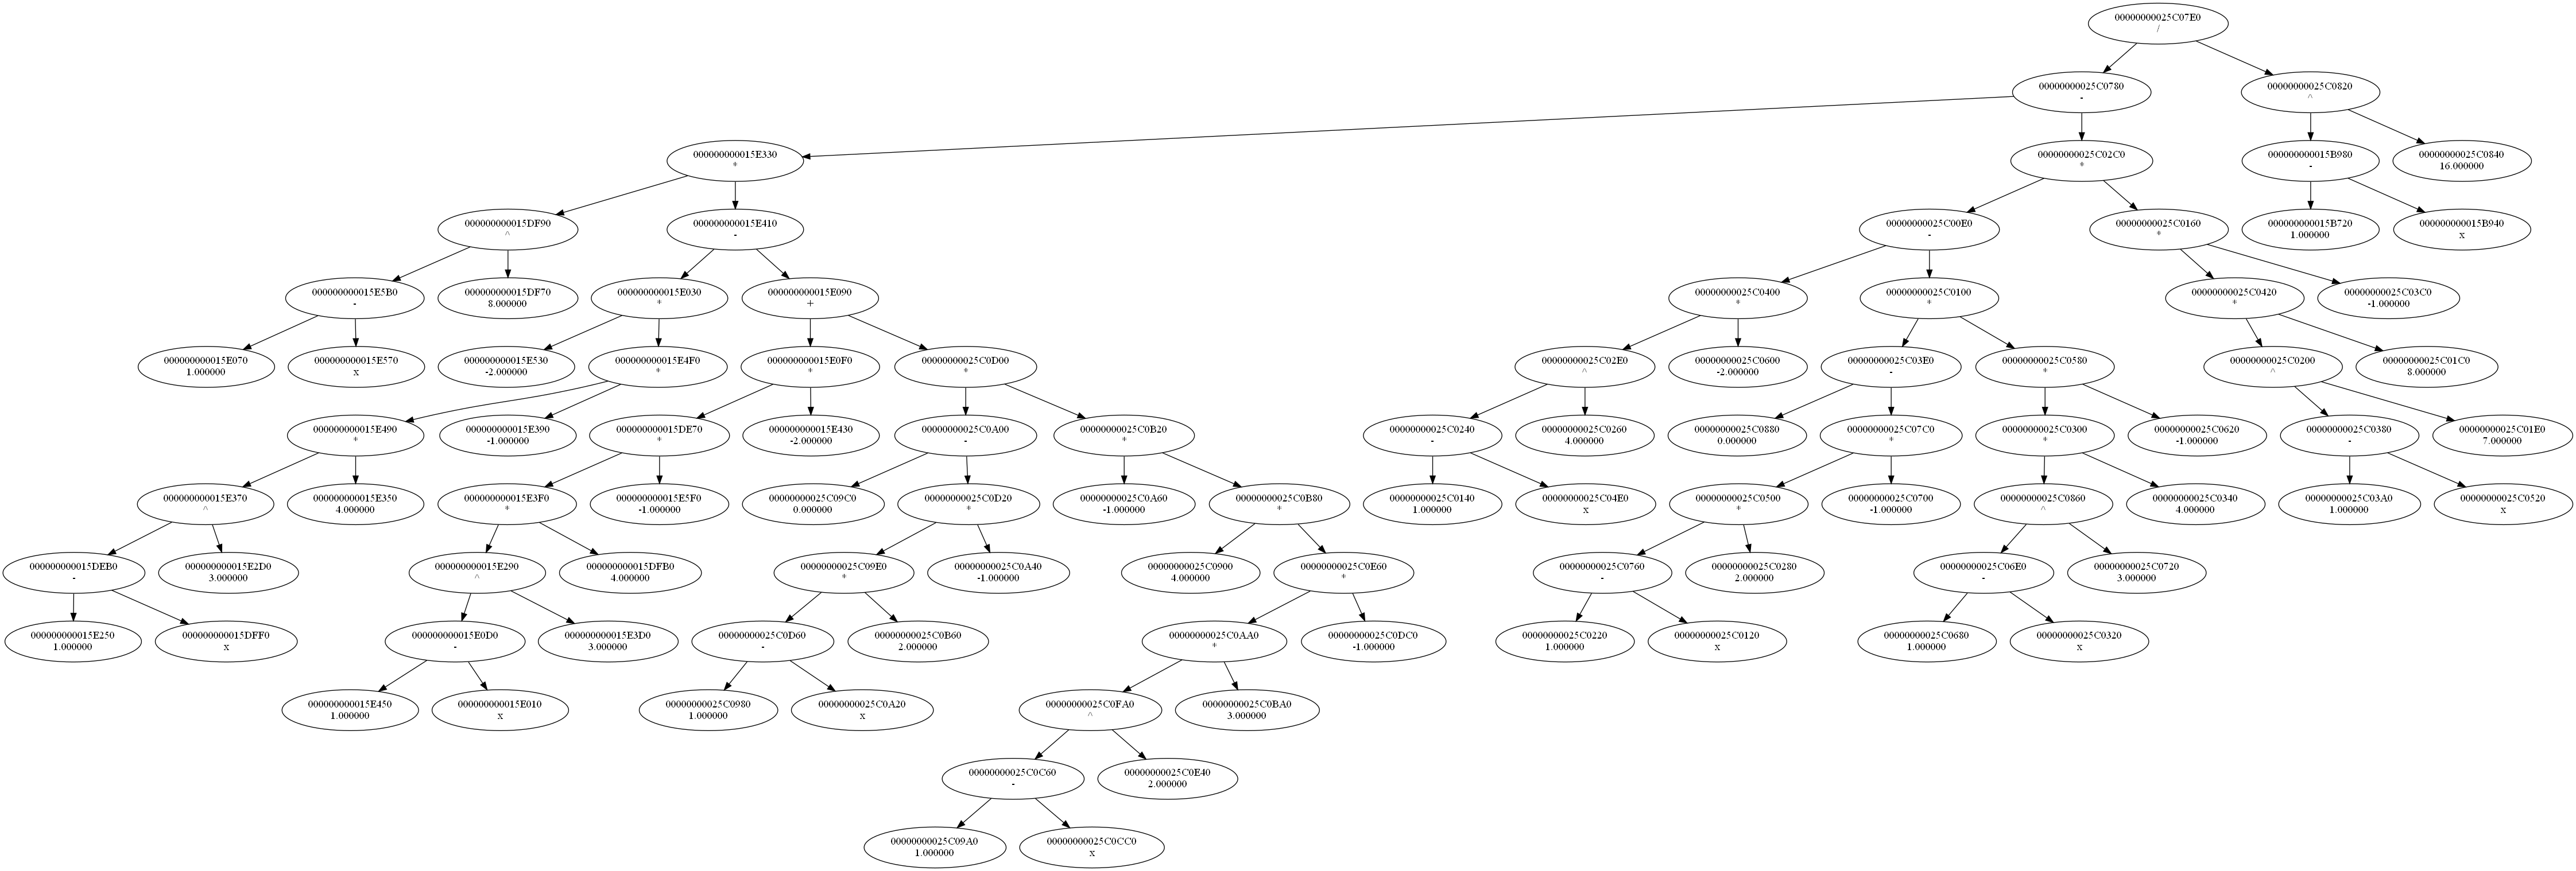 00000000025C07E0
/
00000000025C0780
-
00000000025C0820
^
000000000015E330
*
00000000025C02C0
*
000000000015B980
-
00000000025C0840
16.000000
000000000015DF90
^
000000000015E410
-
00000000025C00E0
-
00000000025C0160
*
000000000015B720
1.000000
000000000015B940
x
000000000015E5B0
-
000000000015DF70
8.000000
000000000015E030
*
000000000015E090
+
00000000025C0400
*
00000000025C0100
*
00000000025C0420
*
00000000025C03C0
-1.000000
000000000015E070
1.000000
000000000015E570
x
000000000015E530
-2.000000
000000000015E4F0
*
000000000015E0F0
*
00000000025C0D00
*
00000000025C02E0
^
00000000025C0600
-2.000000
00000000025C03E0
-
00000000025C0580
*
00000000025C0200
^
00000000025C01C0
8.000000
000000000015E490
*
000000000015E390
-1.000000
000000000015DE70
*
000000000015E430
-2.000000
00000000025C0A00
-
00000000025C0B20
*
00000000025C0240
-
00000000025C0260
4.000000
00000000025C0880
0.000000
00000000025C07C0
*
00000000025C0300
*
00000000025C0620
-1.000000
00000000025C0380
-
00000000025C01E0
7.000000
000000000015E370
^
000000000015E350
4.000000
000000000015E3F0
*
000000000015E5F0
-1.000000
00000000025C09C0
0.000000
00000000025C0D20
*
00000000025C0A60
-1.000000
00000000025C0B80
*
00000000025C0140
1.000000
00000000025C04E0
x
00000000025C0500
*
00000000025C0700
-1.000000
00000000025C0860
^
00000000025C0340
4.000000
00000000025C03A0
1.000000
00000000025C0520
x
000000000015DEB0
-
000000000015E2D0
3.000000
000000000015E290
^
000000000015DFB0
4.000000
00000000025C09E0
*
00000000025C0A40
-1.000000
00000000025C0900
4.000000
00000000025C0E60
*
00000000025C0760
-
00000000025C0280
2.000000
00000000025C06E0
-
00000000025C0720
3.000000
000000000015E250
1.000000
000000000015DFF0
x
000000000015E0D0
-
000000000015E3D0
3.000000
00000000025C0D60
-
00000000025C0B60
2.000000
00000000025C0AA0
*
00000000025C0DC0
-1.000000
00000000025C0220
1.000000
00000000025C0120
x
00000000025C0680
1.000000
00000000025C0320
x
000000000015E450
1.000000
000000000015E010
x
00000000025C0980
1.000000
00000000025C0A20
x
00000000025C0FA0
^
00000000025C0BA0
3.000000
00000000025C0C60
-
00000000025C0E40
2.000000
00000000025C09A0
1.000000
00000000025C0CC0
x